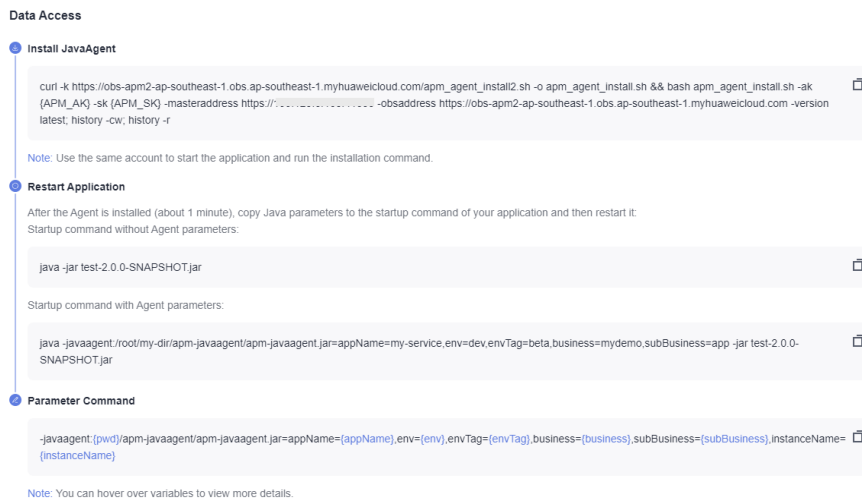 Data Access
Install JavaAgent
curl -k https://obs-apm2-ap-southeast-1.obs.ap-southeast-1.myhuaweicloud.com/apm_agent_install2.sh -o apm_agent_install.sh && bash apm_agent_install.sh -ak
{APM_AK} -sk {APM_SK} -masteraddress https:// -obsaddress https://obs-apm2-ap-southeast-1.obs.ap-southeast-1.myhuaweicloud.com -version
latest; history -cw; history -r
Note: Use the same account to start the application and run the installation command.
Restart Application
After the Agent is installed (about 1 minute), copy Java parameters to the startup command of your application and then restart it:
Startup command without Agent parameters:
java -jar test-2.0.0-SNAPSHOT.jar
Startup command with Agent parameters:
java -javaagent:/root/my-dir/apm-javaagent/apm-javaagent.jar=appName=my-service,env=dev,envTag=beta,business=mydemo,subBusiness=app -jar test-2.0.0-
SNAPSHOT.jar
Parameter Command
-javaagent:{pwd}/apm-javaagent/apm-javaagent.jar=appName={appName},env={env},envTag={envTag},business={business},subBusiness={subBusiness},instanceName=
{instanceName}
Note: You can hover over variables to view more details.